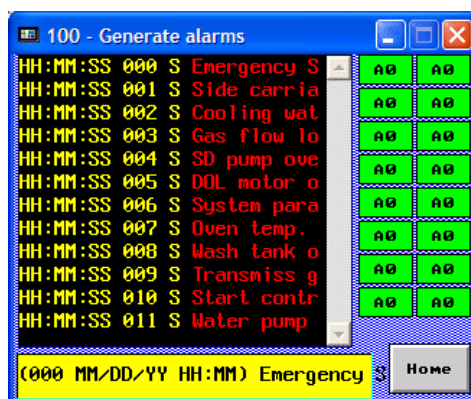 100 - Generate alarms
HH:MM:SS 000 S Emergency S
HH:MM:SS 001 S Side carria
HH:MM:SS 002 S Cooling wat
HH:MM:SS 003 S Gas flow lo
HH:MM:SS 004 S SD pump ove
HH:MM:SS 005 S DOL motor o
HH:MM:SS 006 S System para
HH:MM:SS 007 S Oven temp.
HH:MM:SS 008 S Wash tank o
HH:MM:SS 009 S Transmiss g
HH:MM:SS 010 S Start contr
HH:MM:SS 011 S Water pump
A0 A0
A0 A0
A0 A0
A0 A0
A0 A0
A0 A0
A0 A0
A0 A0
(000 MM/DD/YY HH:MM) Emergency S
Home